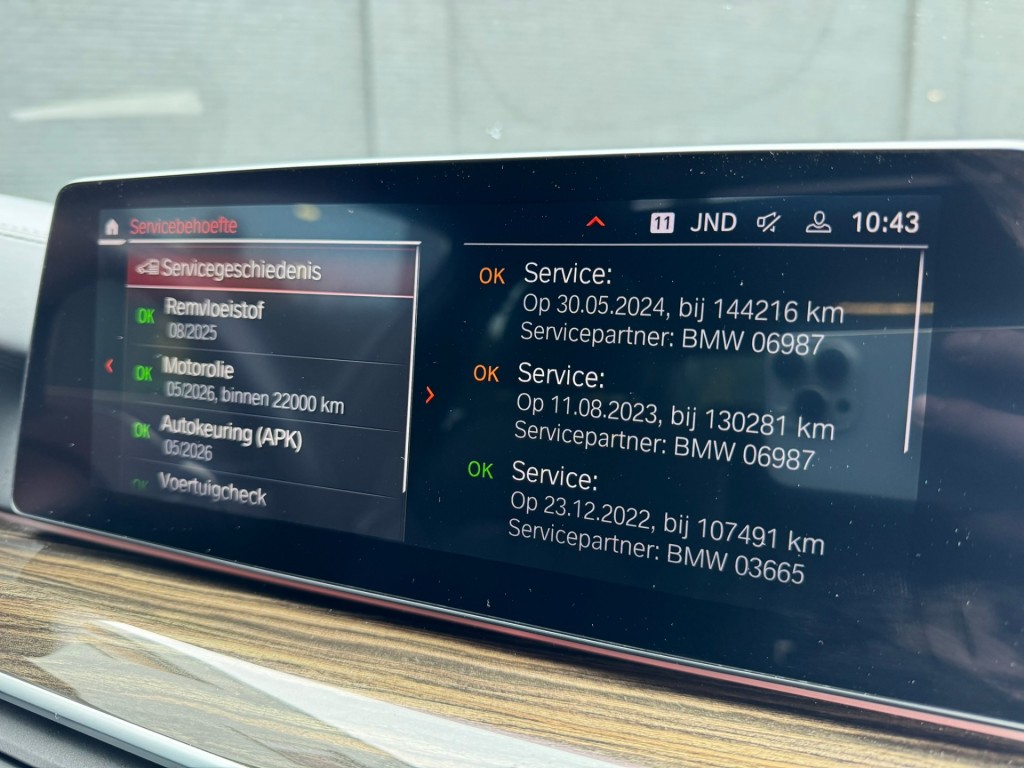 Servicebehoefte
11 JND 10:43
Servicegeschiedenis
OK Remvloeistof
08/2025
OK Motorolie
05/2026, binnen 22000 km
OK Autokeuring (APK)
05/2026
OK Voertuigcheck
OK Service:
Op 30.05.2024, bij 144216 km
Servicepartner: BMW 06987
OK Service:
Op 11.08.2023, bij 130281 km
Servicepartner: BMW 06987
OK Service:
Op 23.12.2022, bij 107491 km
Servicepartner: BMW 03665